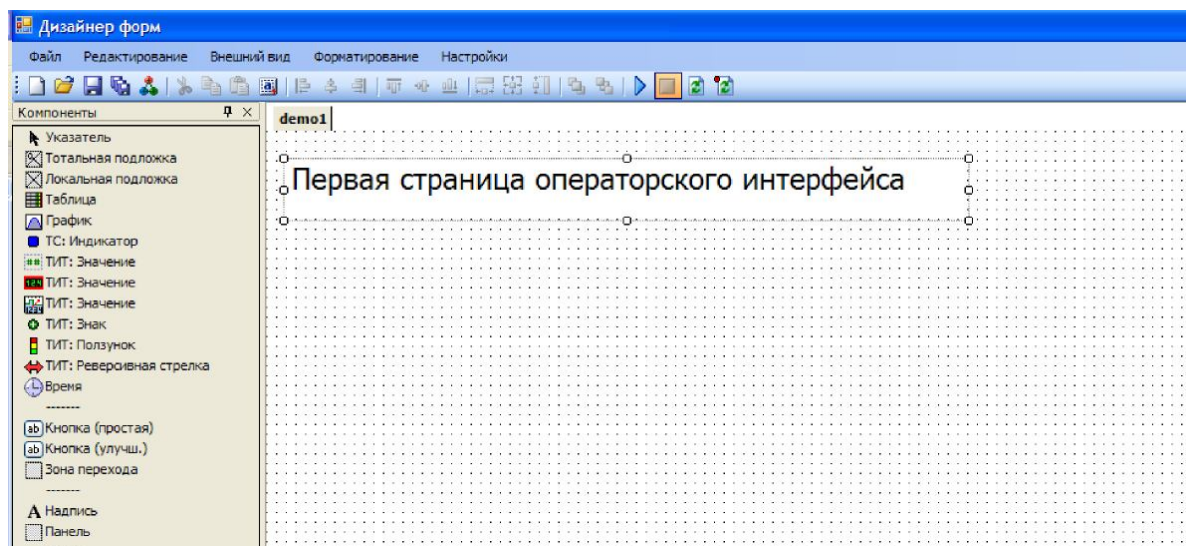 Дизайнер форм
Файл Редактирование Внешний вид Форматирование Настройки
Компоненты
demo1
Указатель
Тотальная подложка
Локальная подложка
Таблица
График
ТС: Индикатор
ТИТ: Значение
ТИТ: Значение
ТИТ: Значение
ТИТ: Знак
ТИТ: Ползунок
ТИТ: Реверсивная стрелка
Время
-------
ab Кнопка (простая)
ab Кнопка (улучш.)
Зона перехода
-------
A Надпись
Панель
Первая страница операторского интерфейса